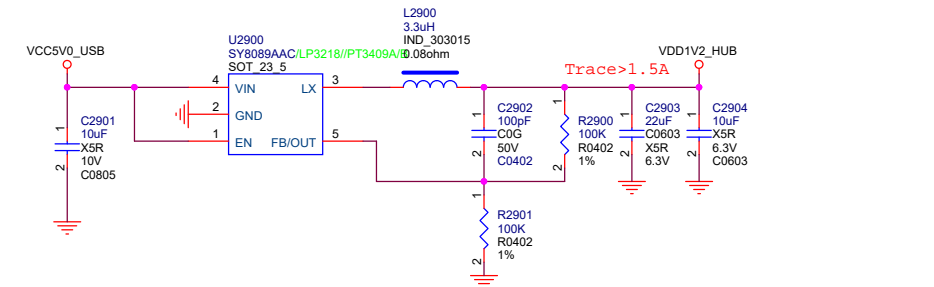 L2900
3.3uH
IND_303015
0.08ohm
U2900
SY8089AAC/LP3218//PT3409A/
SOT_23_5
VCC5V0_USB
VDD1V2_HUB
Trace>1.5A
4
VIN
LX
3
2
GND
1
EN
FB/OUT
5
1
C2901
10uF
X5R
10V
C0805
2
1
C2902
100pF
C0G
50V
C0402
2
1
R2900
100K
R0402
1%
2
1
C2903
22uF
C0603
X5R
6.3V
2
1
C2904
10uF
X5R
6.3V
C0603
2
1
R2901
100K
R0402
1%
2